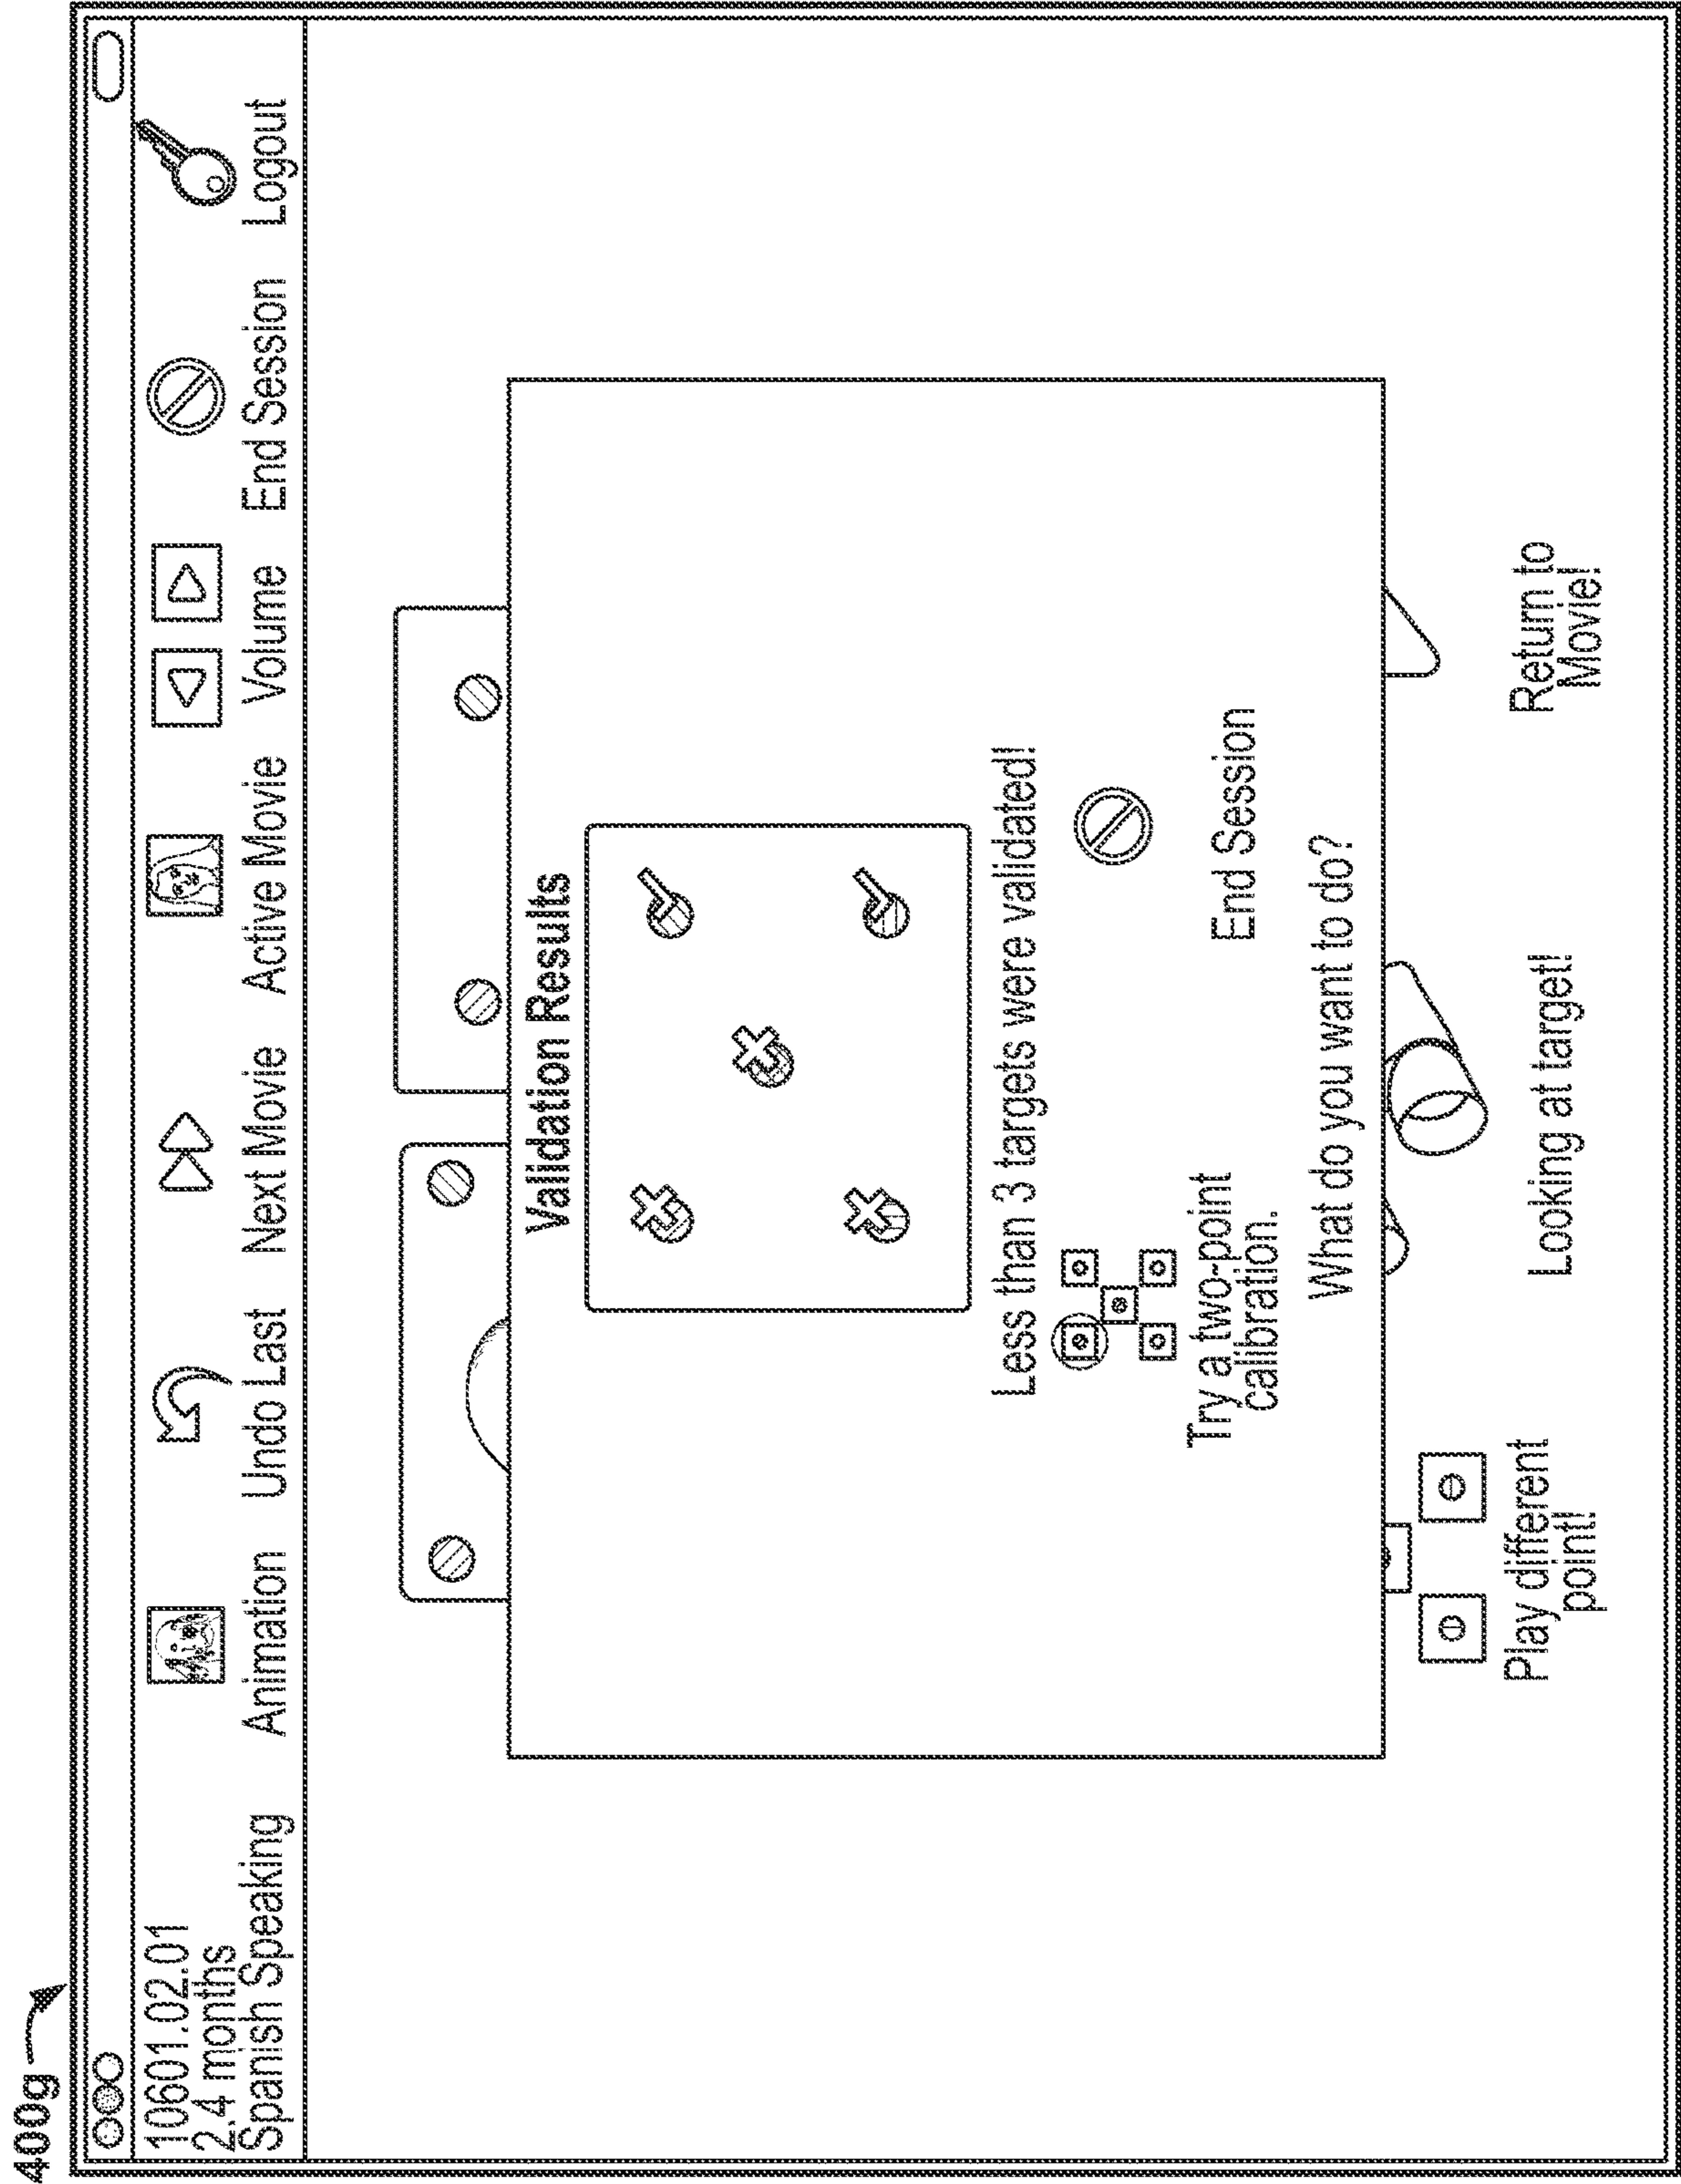 400g
10601.02.01
2.4 months
Spanish Speaking
Animation
Undo Last
Next Movie
Active Movie
Volume
End Session
Logout
Validation Results
Less than 3 targets were validated!
Try a two-point
calibration.
End Session
What do you want to do?
Play different
point!
Looking at target!
Return to
Movie!